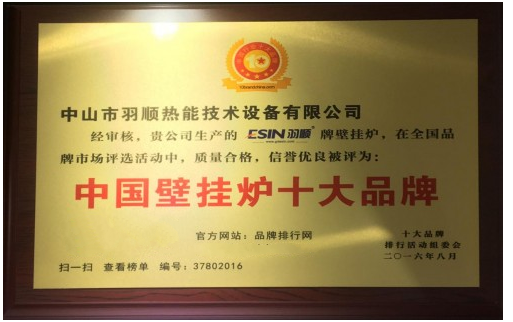 中山市羽顺热能技术设备有限公司
经审核，贵公司生产的 ESIN羽顺® 牌壁挂炉，在全国品
牌市场评选活动中，质量合格，信誉优良被评为：
中国壁挂炉十大品牌
官方网站：品牌排行网
十大品牌
排行活动组委会
二〇一六年八月
扫一扫 查看榜单 编号：37802016